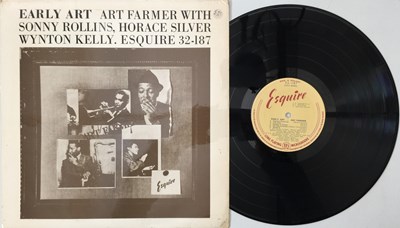 EARLY ART ART FARMER WITH
SONNY ROLLINS, HORACE SILVER
WYNTON KELLY. ESQUIRE 32-187
Esquire
Esquire